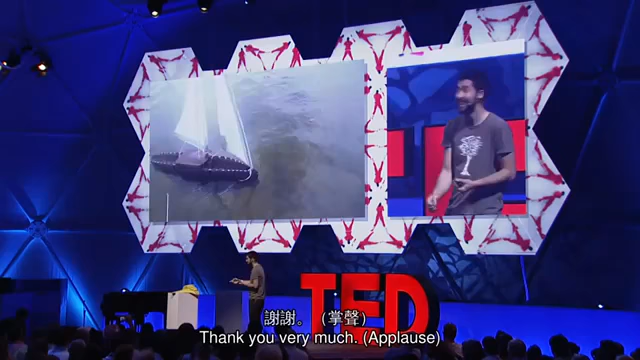 TED
謝謝。（掌聲）
Thank you very much. (Applause)